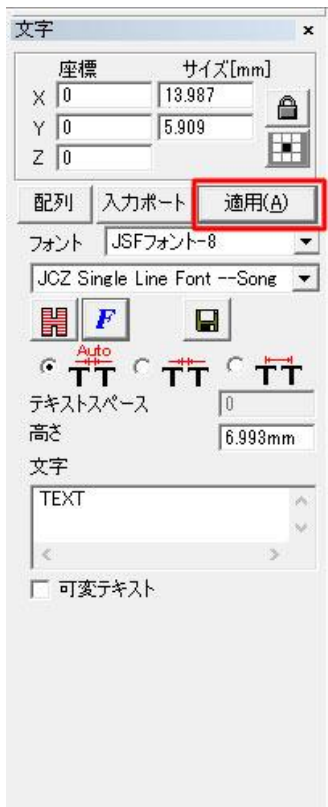 文字
座標 サイズ[mm]
X 0 13.987
Y 0 5.909
Z 0
配列 入力ポート 適用(A)
フォント JSFフォント-8
JCZ Single Line Font --Song
F
Auto
TT TT TT
テキストスペース 0
高さ 6.993mm
文字
TEXT
可変テキスト